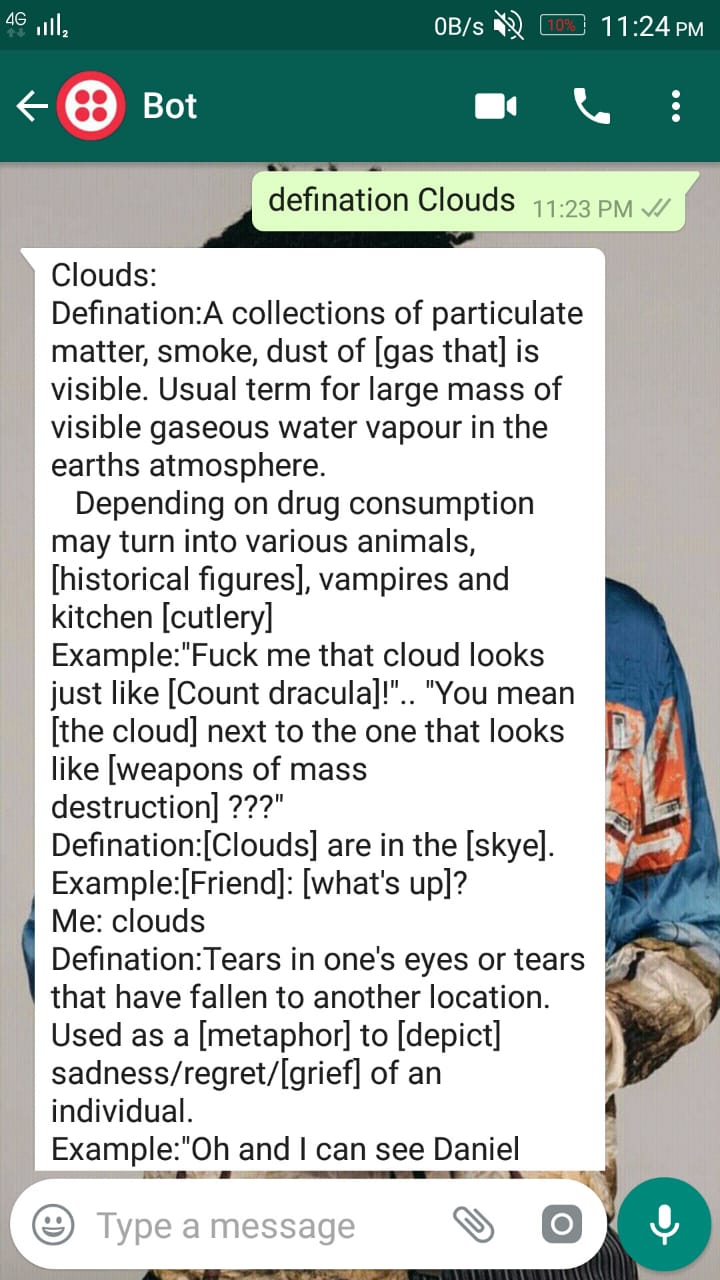 4G 2 0B/s 10% 11:24 PM
Bot
defination Clouds 11:23 PM
Clouds:
Defination:A collections of particulate
matter, smoke, dust of [gas that] is
visible. Usual term for large mass of
visible gaseous water vapour in the
earths atmosphere.
Depending on drug consumption
may turn into various animals,
[historical figures], vampires and
kitchen [cutlery]
Example:"Fuck me that cloud looks
just like [Count dracula]!".. "You mean
[the cloud] next to the one that looks
like [weapons of mass
destruction] ???"
Defination:[Clouds] are in the [skye].
Example:[Friend]: [what's up]?
Me: clouds
Defination:Tears in one's eyes or tears
that have fallen to another location.
Used as a [metaphor] to [depict]
sadness/regret/[grief] of an
individual.
Example:"Oh and I can see Daniel
Type a message